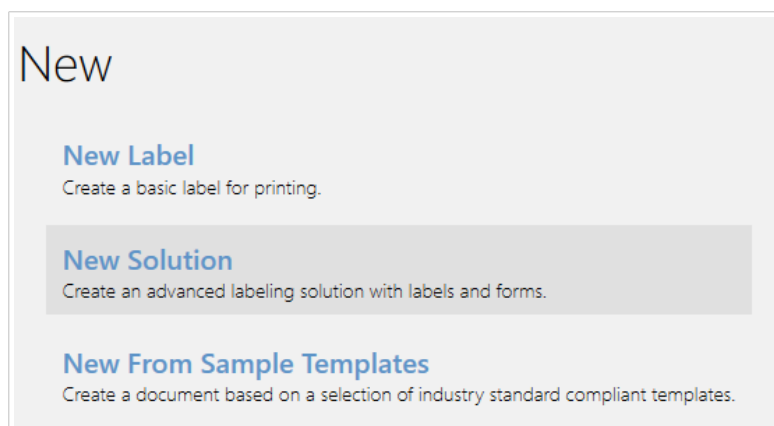 New
New Label
Create a basic label for printing.
New Solution
Create an advanced labeling solution with labels and forms.
New From Sample Templates
Create a document based on a selection of industry standard compliant templates.